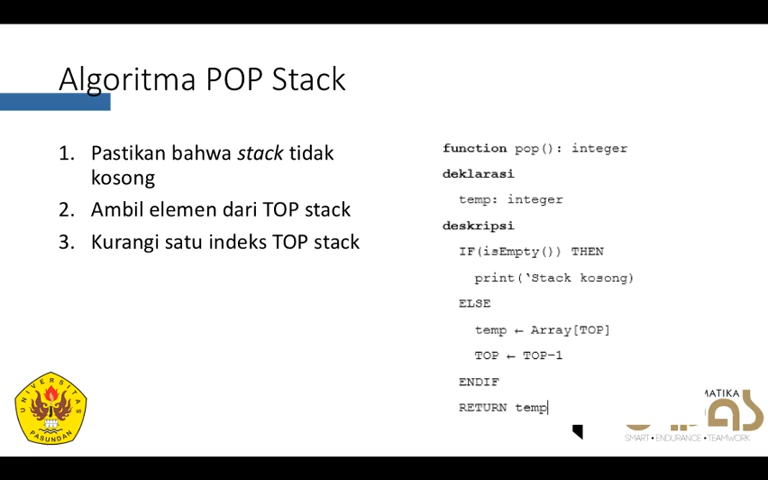 Algoritma POP Stack
1. Pastikan bahwa stack tidak
kosong
2. Ambil elemen dari TOP stack
3. Kurangi satu indeks TOP stack
function pop(): integer
deklarasi
temp: integer
deskripsi
IF(isEmpty()) THEN
print(‘Stack kosong)
ELSE
temp ← Array[TOP]
TOP ← TOP-1
ENDIF
RETURN temp
UNIVERSITAS
PASUNDAN
MATIKA
SMART • ENDURANCE • TEAMWORK